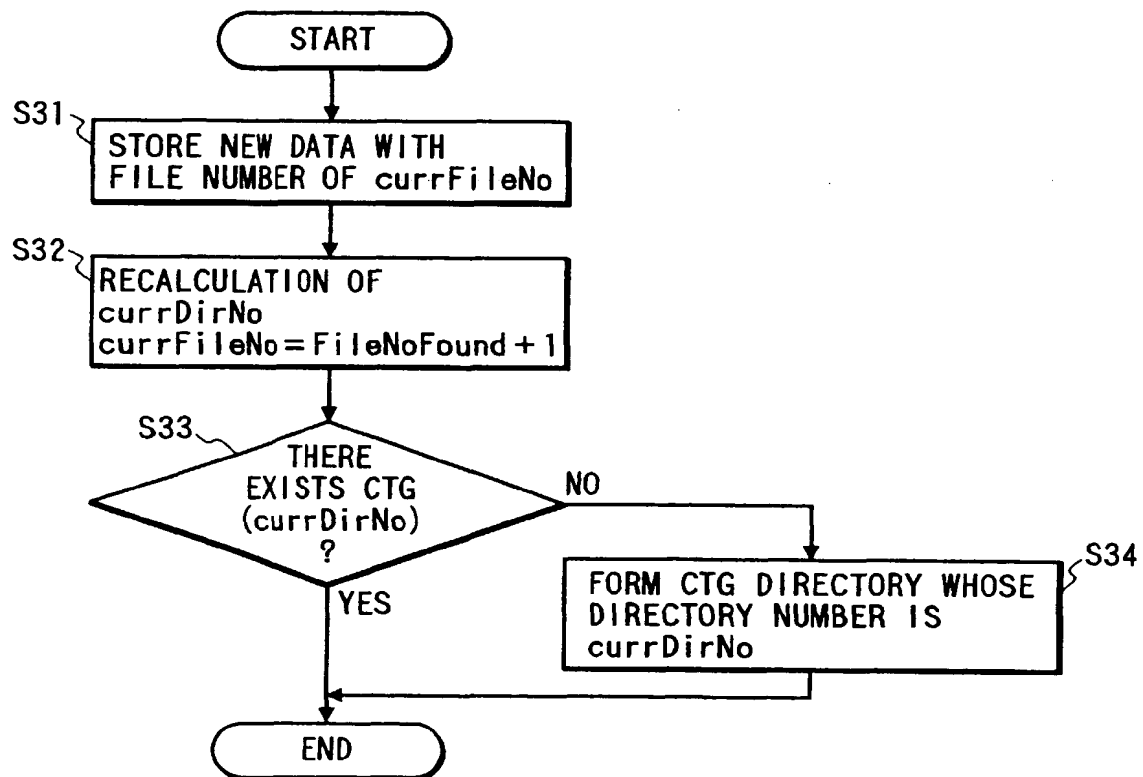 START
S31
STORE NEW DATA WITH
FILE NUMBER OF currFileNo
S32
RECALCULATION OF
currDirNo
currFileNo=FileNoFound+1
S33
THERE
EXISTS CTG
(currDirNo)
?
NO
YES
S34
FORM CTG DIRECTORY WHOSE
DIRECTORY NUMBER IS
currDirNo
END